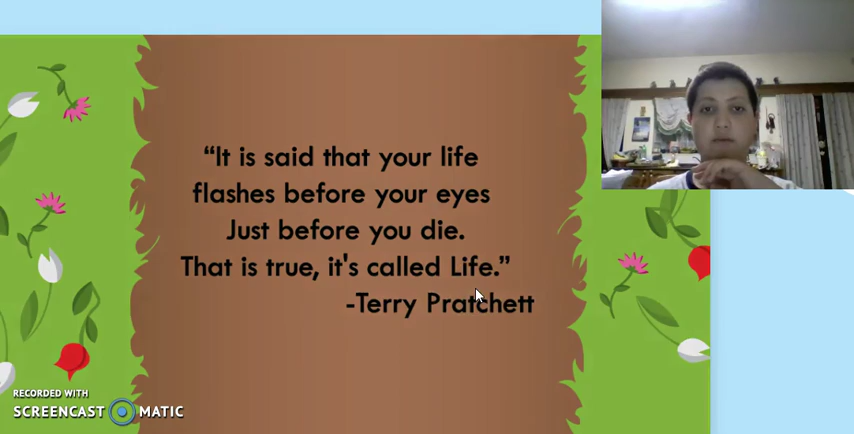 “It is said that your life
flashes before your eyes
Just before you die.
That is true, it's called Life.”
-Terry Pratchett
RECORDED WITH
SCREENCAST MATIC